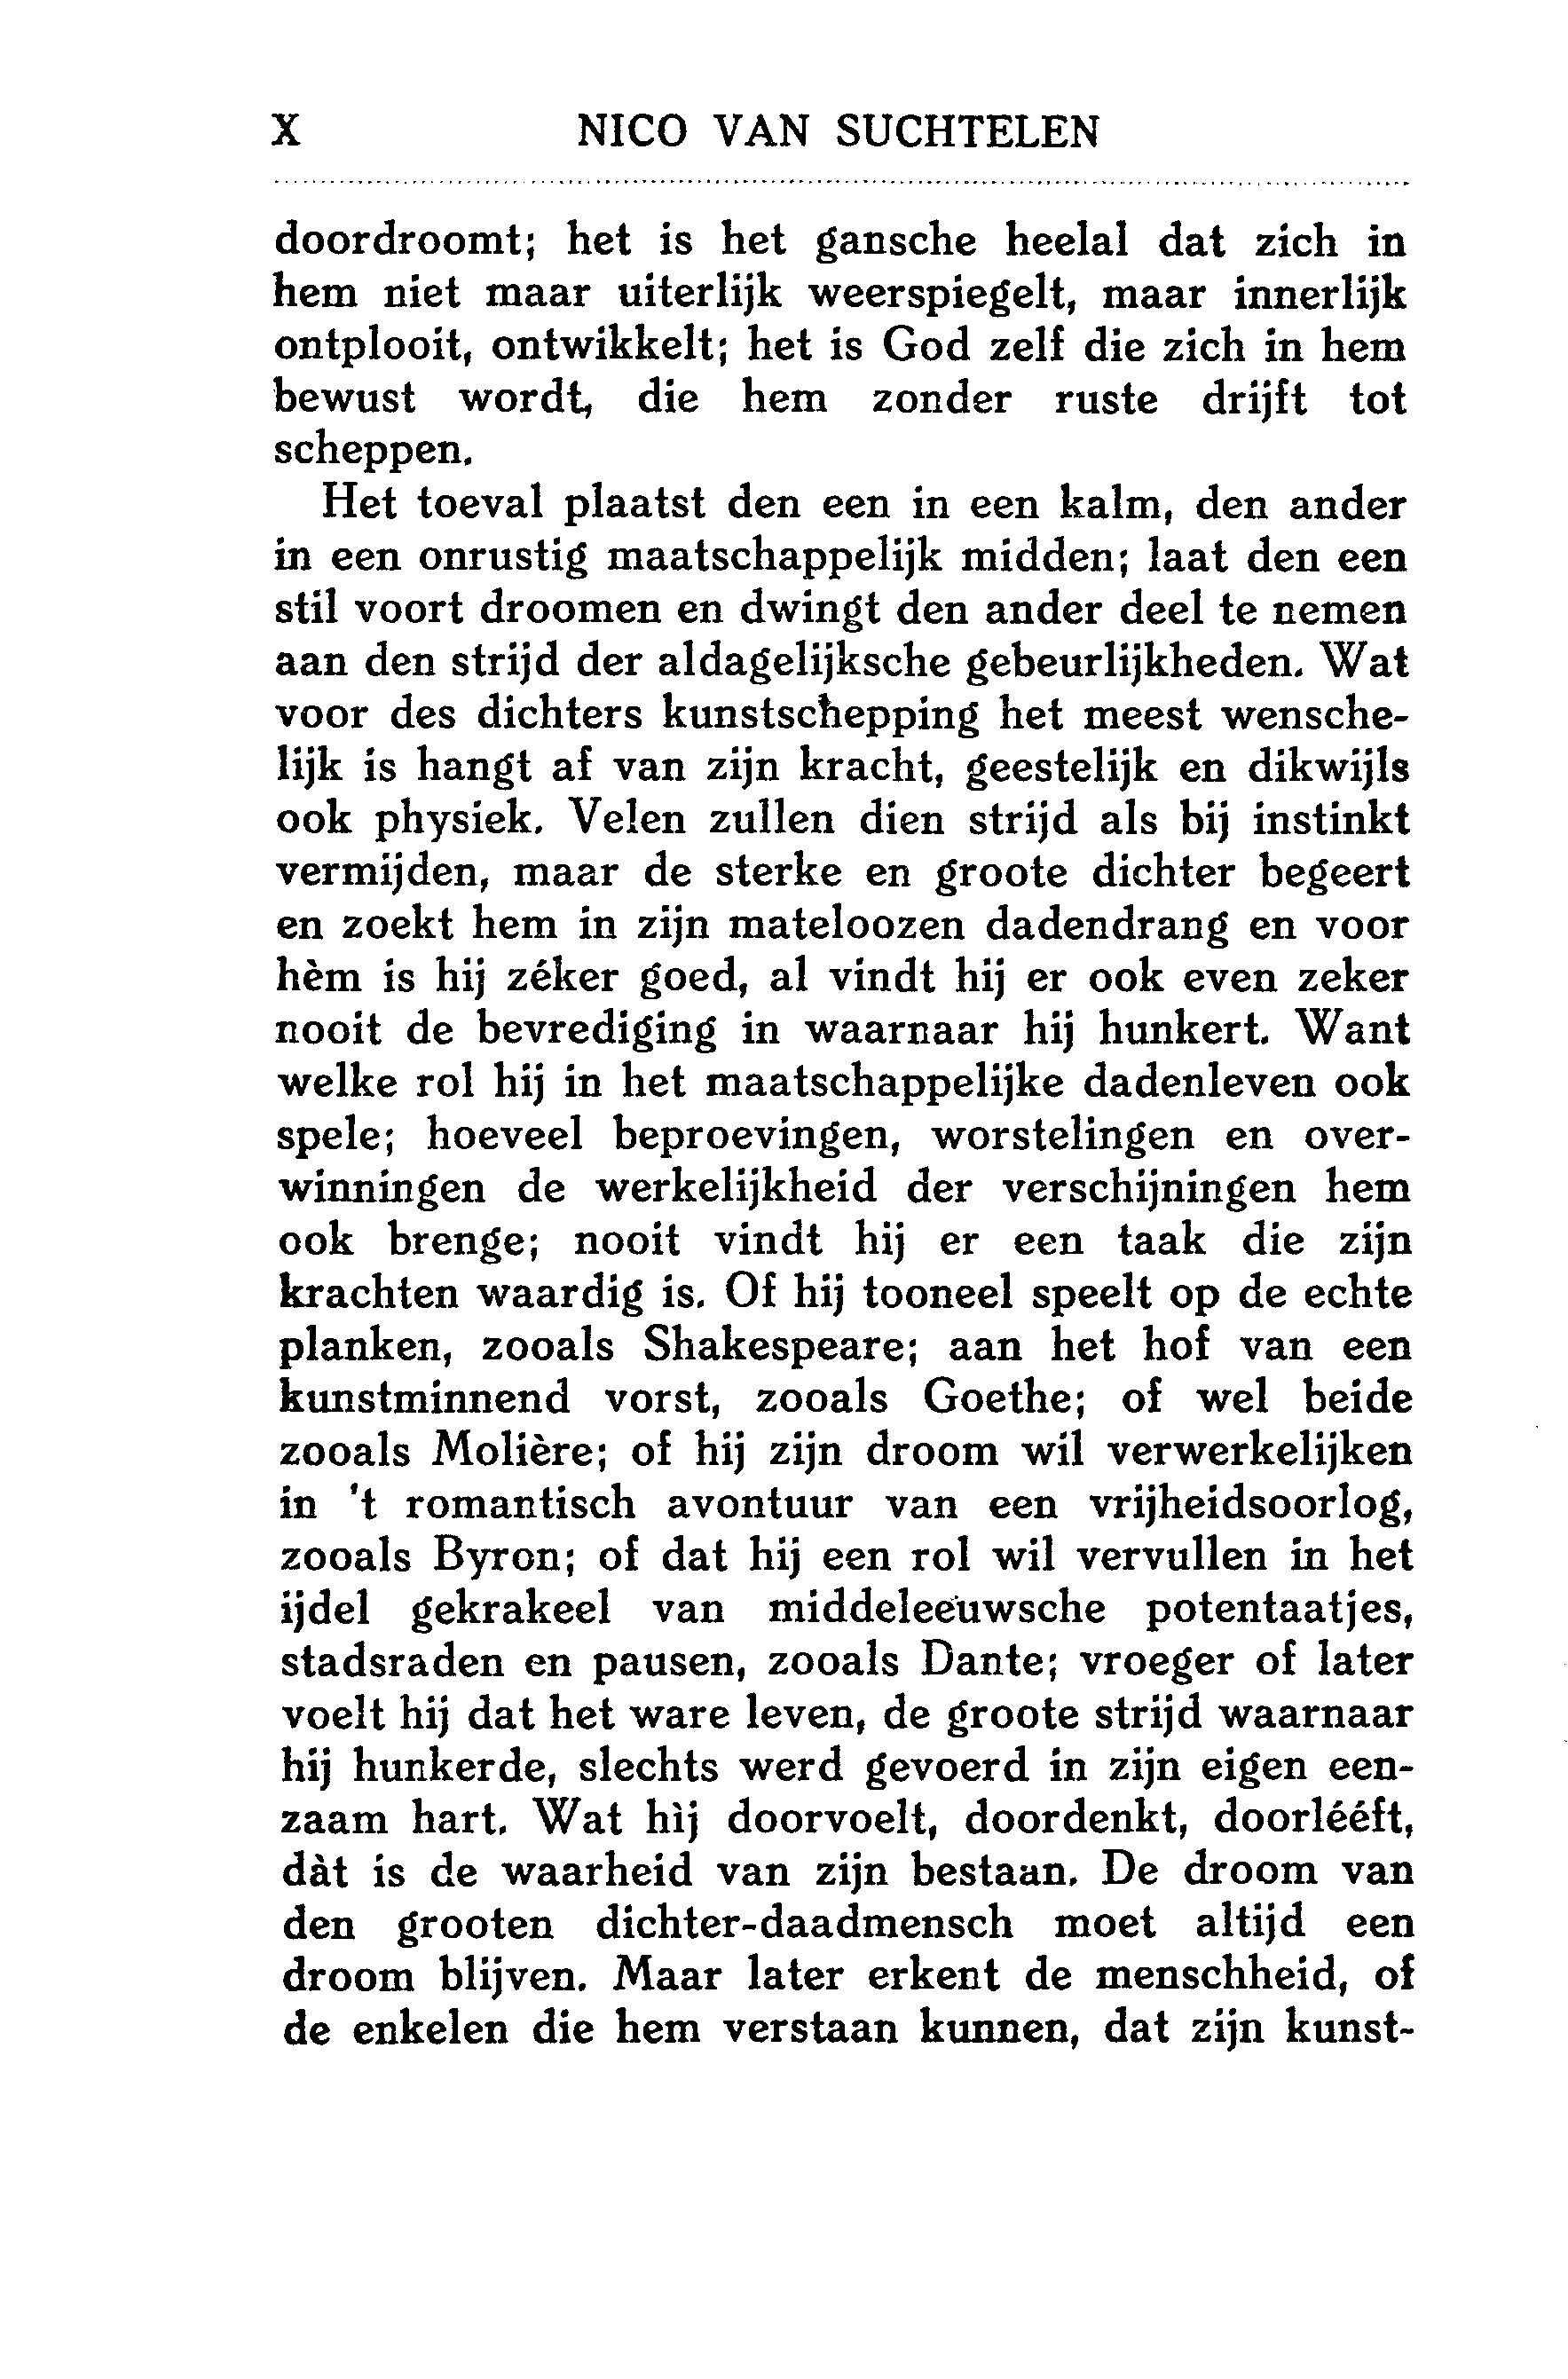 X NICO VAN SUCHTELEN
doordroomt; het is het gansche heelal dat zich in
hem niet maar uiterlijk weerspiegelt, maar innerlijk
ontplooit, ontwikkelt; het is God zelf die zich in hem
bewust wordt, die hem zonder ruste drijft tot
scheppen.
Het toeval plaatst den een in een kalm, den ander
in een onrustig maatschappelijk midden; laat den een
stil voort droomen en dwingt den ander deel te nemen
aan den strijd der aldagelijksche gebeurlijkheden. Wat
voor des dichters kunstschepping het meest wensche-
lijk is hangt af van zijn kracht, geestelijk en dikwijls
ook physiek. Velen zullen dien strijd als bij instinkt
vermijden, maar de sterke en groote dichter begeert
en zoekt hem in zijn mateloozen dadendrang en voor
hèm is hij zéker goed, al vindt hij er ook even zeker
nooit de bevrediging in waarnaar hij hunkert. Want
welke rol hij in het maatschappelijke dadenleven ook
spele; hoeveel beproevingen, worstelingen en over-
winningen de werkelijkheid der verschijningen hem
ook brenge; nooit vindt hij er een taak die zijn
krachten waardig is. Of hij tooneel speelt op de echte
planken, zooals Shakespeare; aan het hof van een
kunstminnend vorst, zooals Goethe; of wel beide
zooals Molière; of hij zijn droom wil verwerkelijken
in 't romantisch avontuur van een vrijheidsoorlog,
zooals Byron; of dat hij een rol wil vervullen in het
ijdel gekrakeel van middeleeuwsche potentaatjes,
stadsraden en pausen, zooals Dante; vroeger of later
voelt hij dat het ware leven, de groote strijd waarnaar
hij hunkerde, slechts werd gevoerd in zijn eigen een-
zaam hart. Wat hìj doorvoelt, doordenkt, doorlééft,
dàt is de waarheid van zijn bestaan. De droom van
den grooten dichter-daadmensch moet altijd een
droom blijven. Maar later erkent de menschheid, of
de enkelen die hem verstaan kunnen, dat zijn kunst-